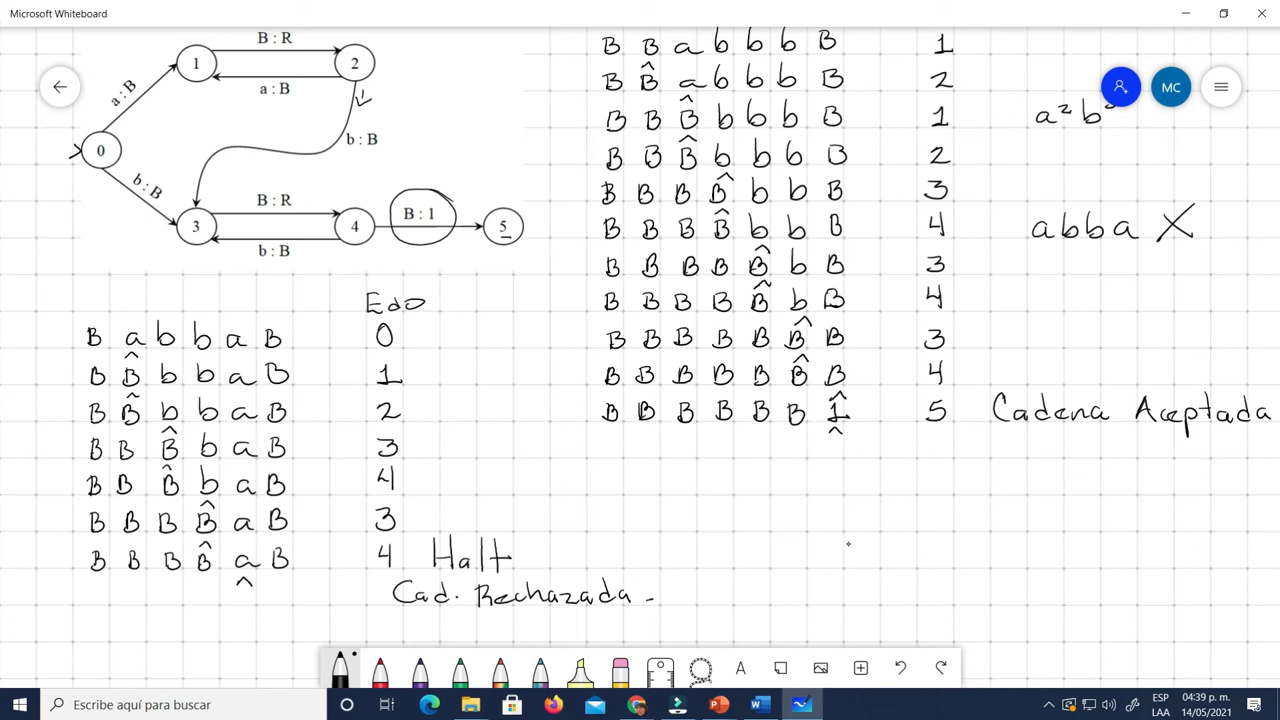 Microsoft Whiteboard
B : R
1
2
a : B
a : B
b : B
0
b : B
B : R
3
4
B : 1
5
b : B
Edo
B a b b a B 0
B B̂ b b a B 1
B B̂ b b a B 2
B B B̂ b a B 3
B B B̂ b a B 4
B B B B̂ a B 3
B B B B̂ a B 4 Halt
^
Cad. Rechazada -
B B a b b b B 1
B B̂ a b b b B 2
B B B̂ b b b B 1
B B B̂ b b b B 2
B B B B̂ b b B 3
B B B B̂ b b B 4
B B B B B̂ b B 3
B B B B B̂ b B 4
B B B B B B̂ B 3
B B B B B B̂ B 4
B B B B B B 1̂ 5 Cadena Aceptada
^
a² b
abba X
MC
A
Escribe aquí para buscar
ESP
LAA
04:39 p. m.
14/05/2021